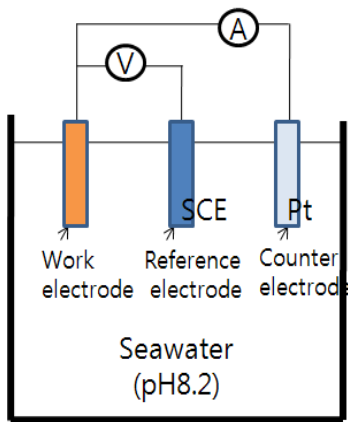 A
V
SCE
Pt
Work
electrode
Reference
electrode
Counter
electrode
Seawater
(pH8.2)